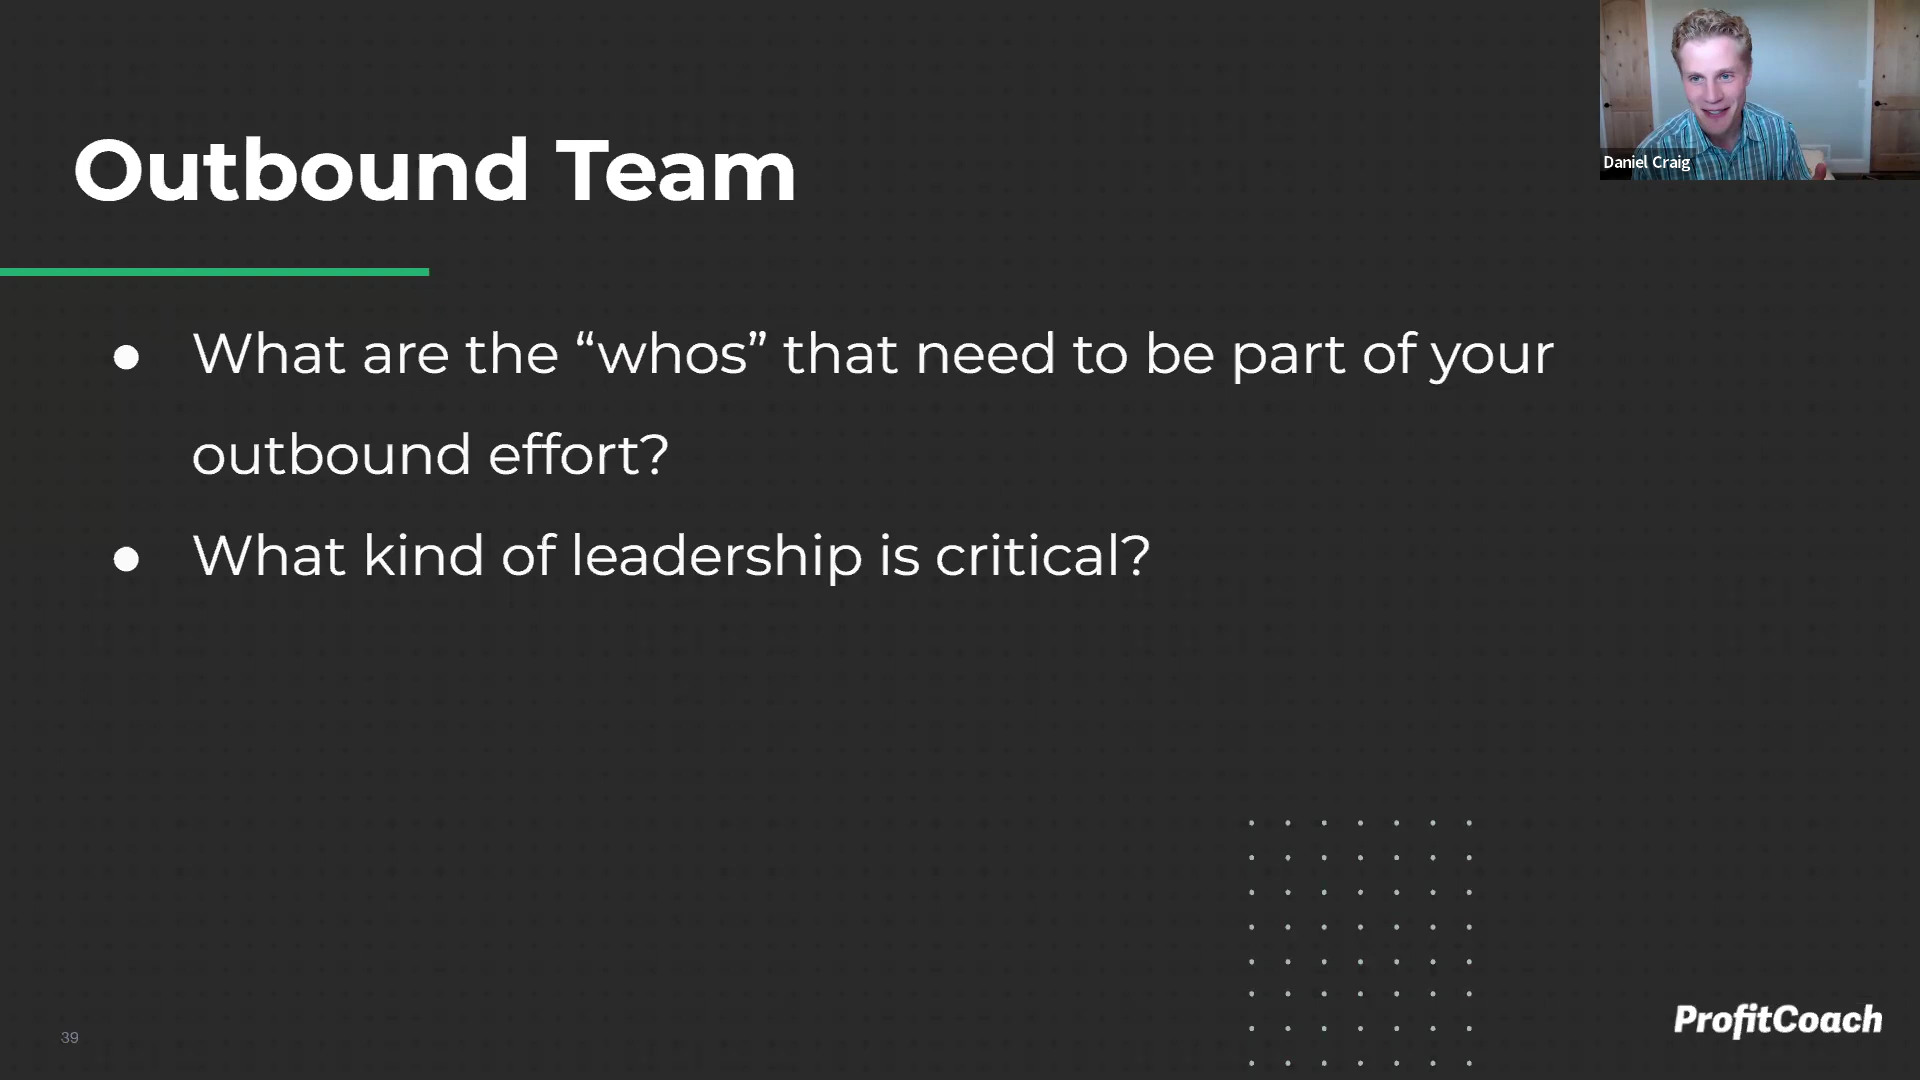 Outbound Team
Daniel Craig
● What are the “whos” that need to be part of your
outbound effort?
● What kind of leadership is critical?
39
ProfitCoach